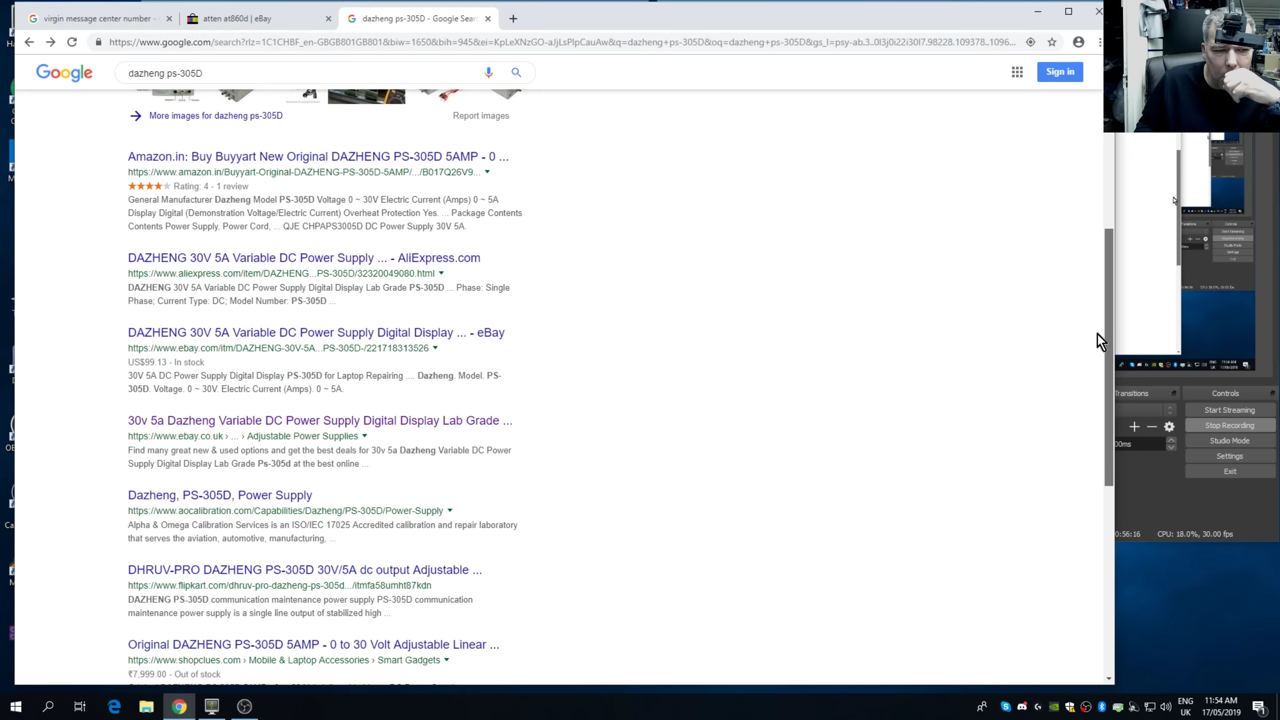 virgin message center number -
atten at860d | eBay
dazheng ps-305D - Google Sear
https://www.google.com/search?rlz=1C1CHBF_en-GBGB801GB801&biw=1650&bih=945&ei=KpLeXNzGO-aJjLsPlpCauAw&q=dazheng+ps-305D&oq=dazheng+ps-305D&gs_l=psy-ab.3..0l3j0i22i30l7.98228.109378..1096...
Google
dazheng ps-305D
Sign in
More images for dazheng ps-305D
Report images
Amazon.in: Buy Buyyart New Original DAZHENG PS-305D 5AMP - 0 ...
https://www.amazon.in/Buyyart-Original-DAZHENG-PS-305D-5AMP/.../B017Q26V9...
Rating: 4 - 1 review
General Manufacturer Dazheng Model PS-305D Voltage 0 ~ 30V Electric Current (Amps) 0 ~ 5A
Display Digital (Demonstration Voltage/Electric Current) Overheat Protection Yes. ... Package Contents
Contents Power Supply, Power Cord, ... QJE CHPAPS3005D DC Power Supply 30V 5A.
DAZHENG 30V 5A Variable DC Power Supply ... - AliExpress.com
https://www.aliexpress.com/item/DAZHENG...PS-305D/32320049080.html
DAZHENG 30V 5A Variable DC Power Supply Digital Display Lab Grade PS-305D ... Phase: Single
Phase; Current Type: DC; Model Number: PS-305D ...
DAZHENG 30V 5A Variable DC Power Supply Digital Display ... - eBay
https://www.ebay.com/itm/DAZHENG-30V-5A...PS-305D-/221718313526
US$99.13 - In stock
30V 5A DC Power Supply Digital Display PS-305D for Laptop Repairing .... Dazheng. Model. PS-
305D. Voltage. 0 ~ 30V. Electric Current (Amps). 0 ~ 5A.
30v 5a Dazheng Variable DC Power Supply Digital Display Lab Grade ...
https://www.ebay.co.uk › ... › Adjustable Power Supplies
Find many great new & used options and get the best deals for 30v 5a Dazheng Variable DC Power
Supply Digital Display Lab Grade Ps-305d at the best online ...
Dazheng, PS-305D, Power Supply
https://www.aocalibration.com/Capabilities/Dazheng/PS-305D/Power-Supply
Alpha & Omega Calibration Services is an ISO/IEC 17025 Accredited calibration and repair laboratory
that serves the aviation, automotive, manufacturing, ...
DHRUV-PRO DAZHENG PS-305D 30V/5A dc output Adjustable ...
https://www.flipkart.com/dhruv-pro-dazheng-ps-305d.../itmfa58umht87kdn
DAZHENG PS-305D communication maintenance power supply PS-305D communication
maintenance power supply is a single line output of stabilized high ...
Original DAZHENG PS-305D 5AMP - 0 to 30 Volt Adjustable Linear ...
https://www.shopclues.com › Mobile & Laptop Accessories › Smart Gadgets
₹7,999.00 - Out of stock
Controls
Start Streaming
Stop Recording
Studio Mode
Settings
Exit
0:56:16
CPU: 18.0%, 30.00 fps
ENG
UK
11:54 AM
17/05/2019